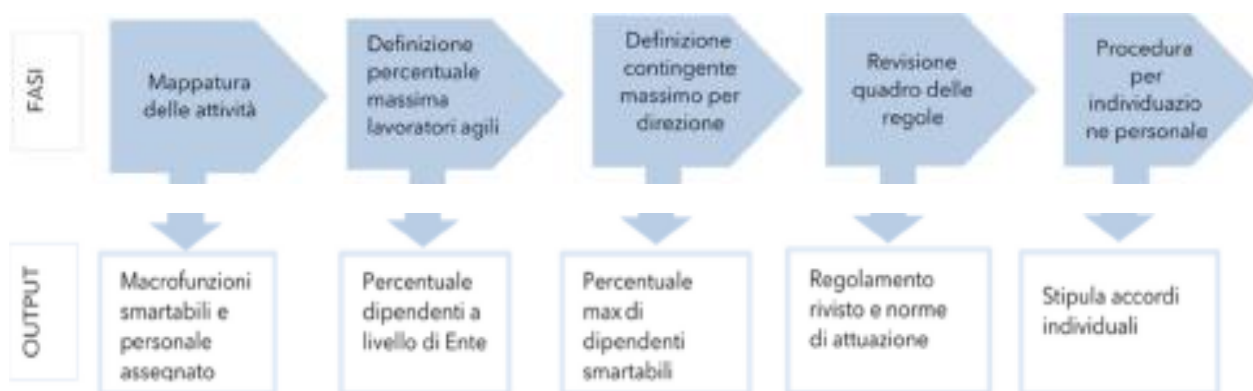 FASI
Mappatura
delle attività
Definizione
percentuale
massima
lavoratori agili
Definizione
contingente
massimo per
direzione
Revisione
quadro delle
regole
Procedura
per
individuazio
ne personale
OUTPUT
Macrofunzioni
smartabili e
personale
assegnato
Percentuale
dipendenti a
livello di Ente
Percentuale
max di
dipendenti
smartabili
Regolamento
rivisto e norme
di attuazione
Stipula accordi
individuali